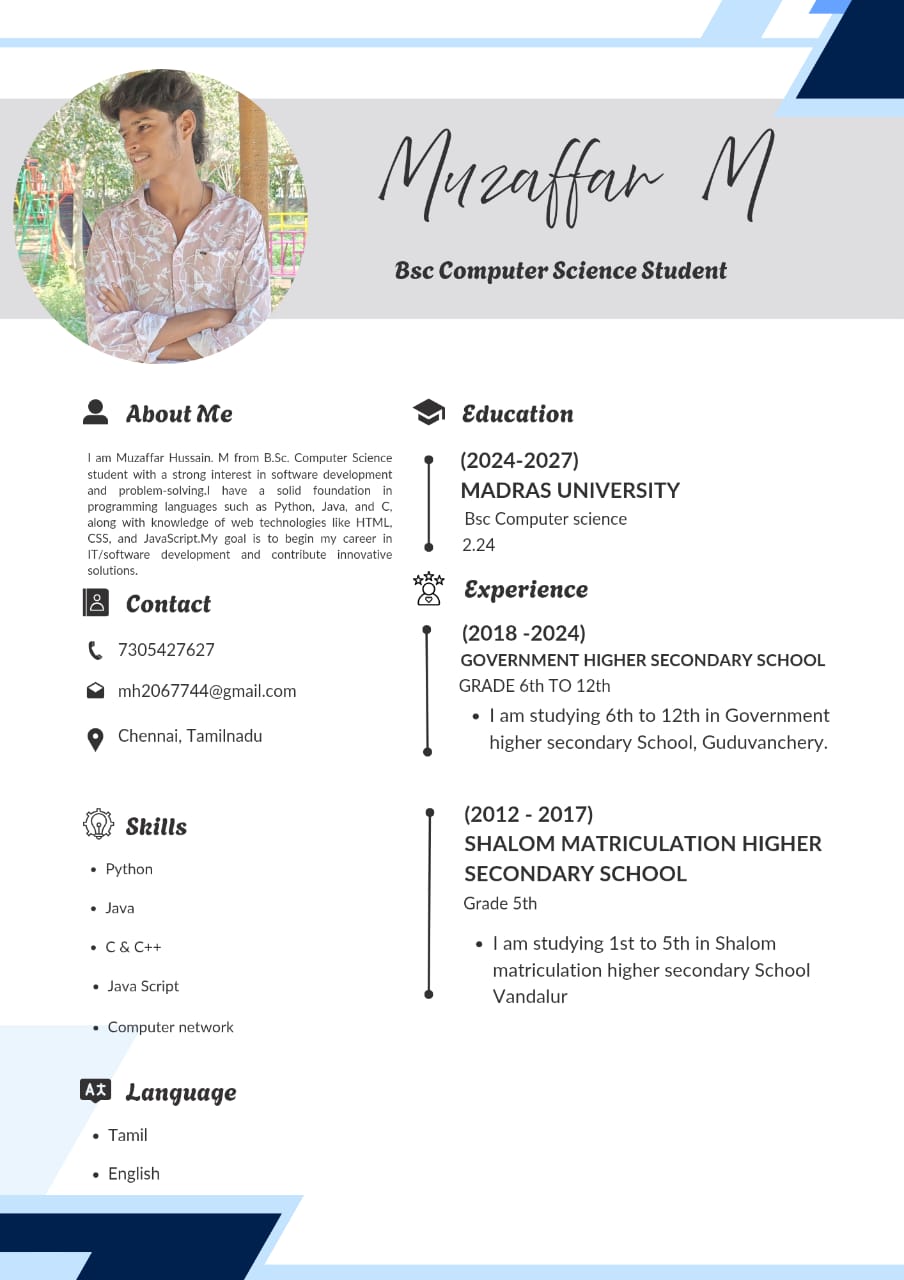 Muzaffar M
Bsc Computer Science Student
About Me
I am Muzaffar Hussain. M from B.Sc. Computer Science
student with a strong interest in software development
and problem-solving.I have a solid foundation in
programming languages such as Python, Java, and C,
along with knowledge of web technologies like HTML,
CSS, and JavaScript.My goal is to begin my career in
IT/software development and contribute innovative
solutions.
Contact
7305427627
mh2067744@gmail.com
Chennai, Tamilnadu
Skills
• Python
• Java
• C & C++
• Java Script
• Computer network
Language
• Tamil
• English
Education
(2024-2027)
MADRAS UNIVERSITY
Bsc Computer science
2.24
Experience
(2018 -2024)
GOVERNMENT HIGHER SECONDARY SCHOOL
GRADE 6th TO 12th
• I am studying 6th to 12th in Government
higher secondary School, Guduvanchery.
(2012 - 2017)
SHALOM MATRICULATION HIGHER
SECONDARY SCHOOL
Grade 5th
• I am studying 1st to 5th in Shalom
matriculation higher secondary School
Vandalur